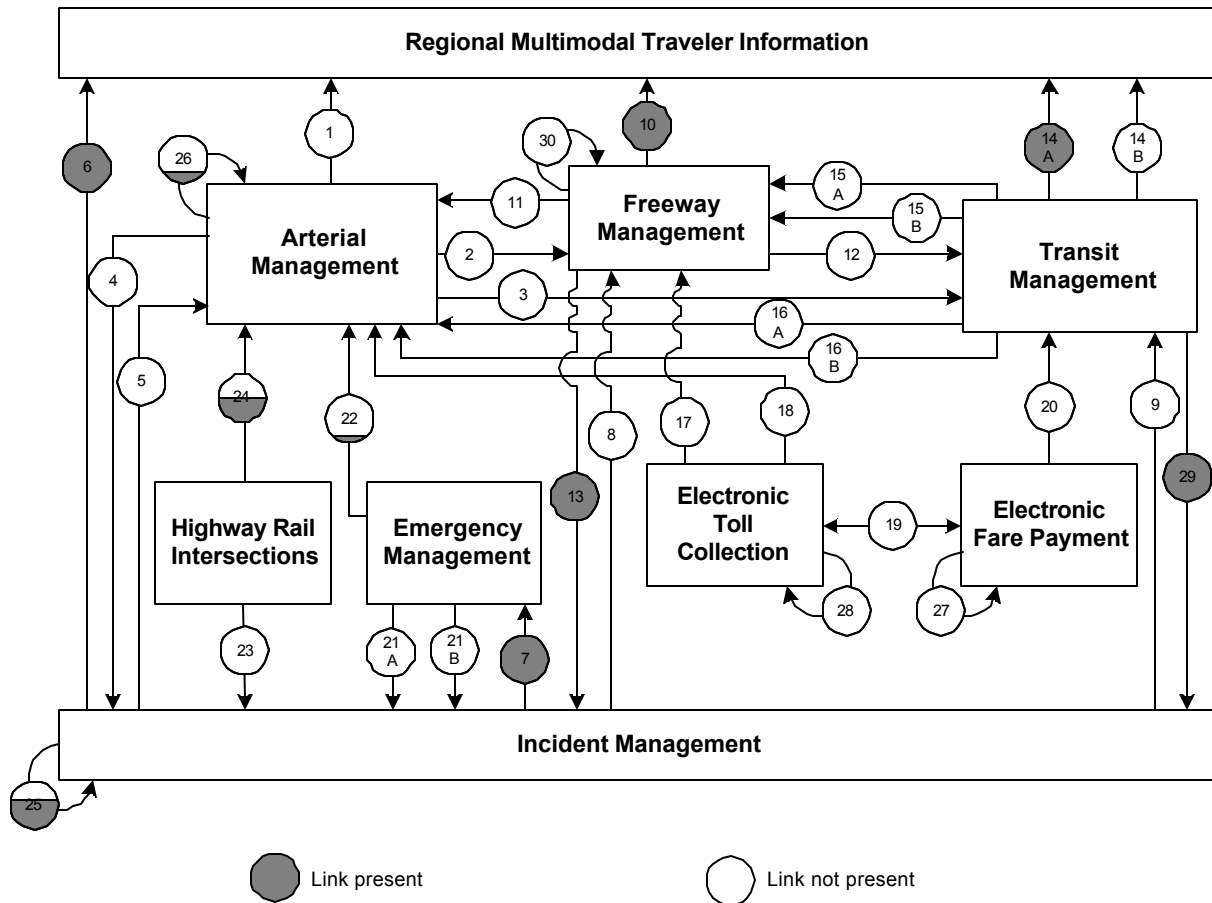 Regional Multimodal Traveler Information
6
26
1
30
10
14
A
14
B
11
15
A
15
B
Arterial
Management
Freeway
Management
Transit
Management
4
2
12
3
16
A
16
B
5
24
22
8
17
18
20
9
13
29
Highway Rail
Intersections
Emergency
Management
Electronic
Toll
Collection
19
Electronic
Fare Payment
28
27
23
21
A
21
B
7
Incident Management
25
Link present
Link not present